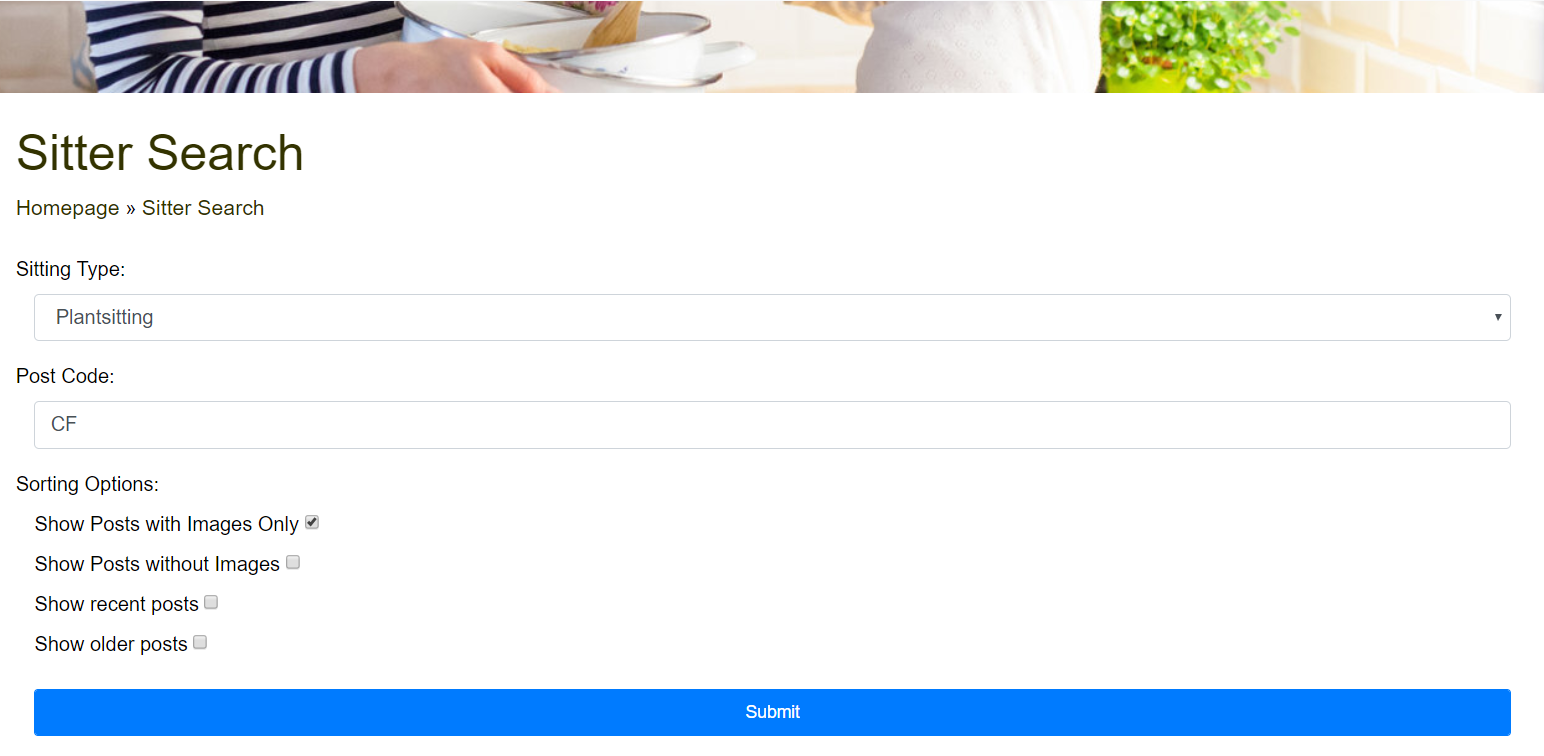 Sitter Search
Homepage » Sitter Search
Sitting Type:
Plantsitting
Post Code:
CF
Sorting Options:
Show Posts with Images Only
Show Posts without Images
Show recent posts
Show older posts
Submit